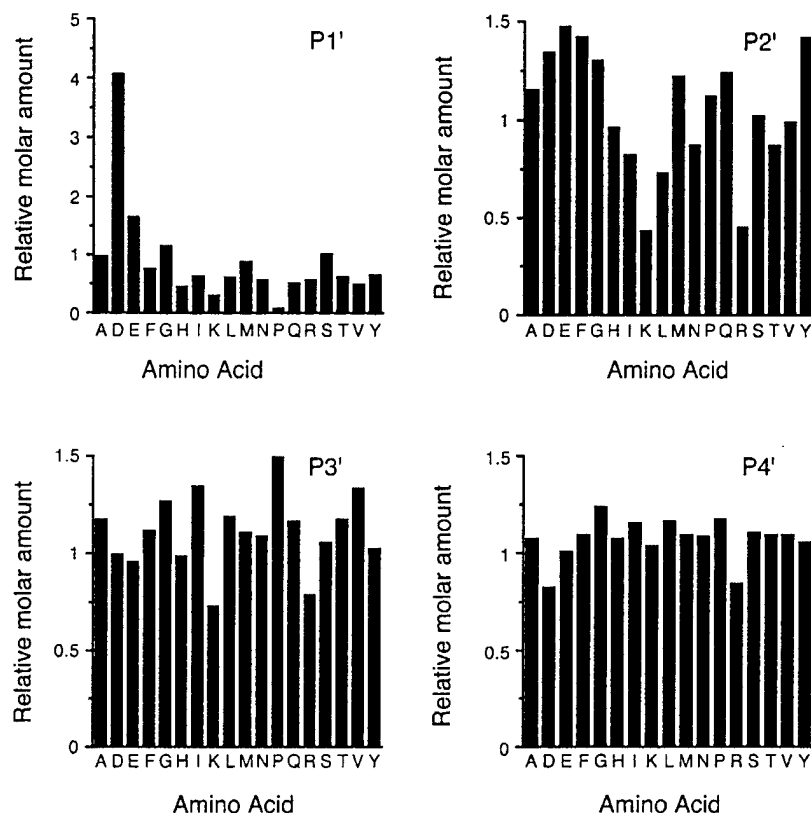 P1'
Relative molar amount
5
4
3
2
1
0
A D E F G H I K L M N P Q R S T V Y
Amino Acid
P2'
Relative molar amount
1.5
1
0.5
0
A D E F G H I K L M N P Q R S T V Y
Amino Acid
P3'
Relative molar amount
1.5
1
0.5
0
A D E F G H I K L M N P Q R S T V Y
Amino Acid
P4'
Relative molar amount
1.5
1
0.5
0
A D E F G H I K L M N P R S T V Y
Amino Acid